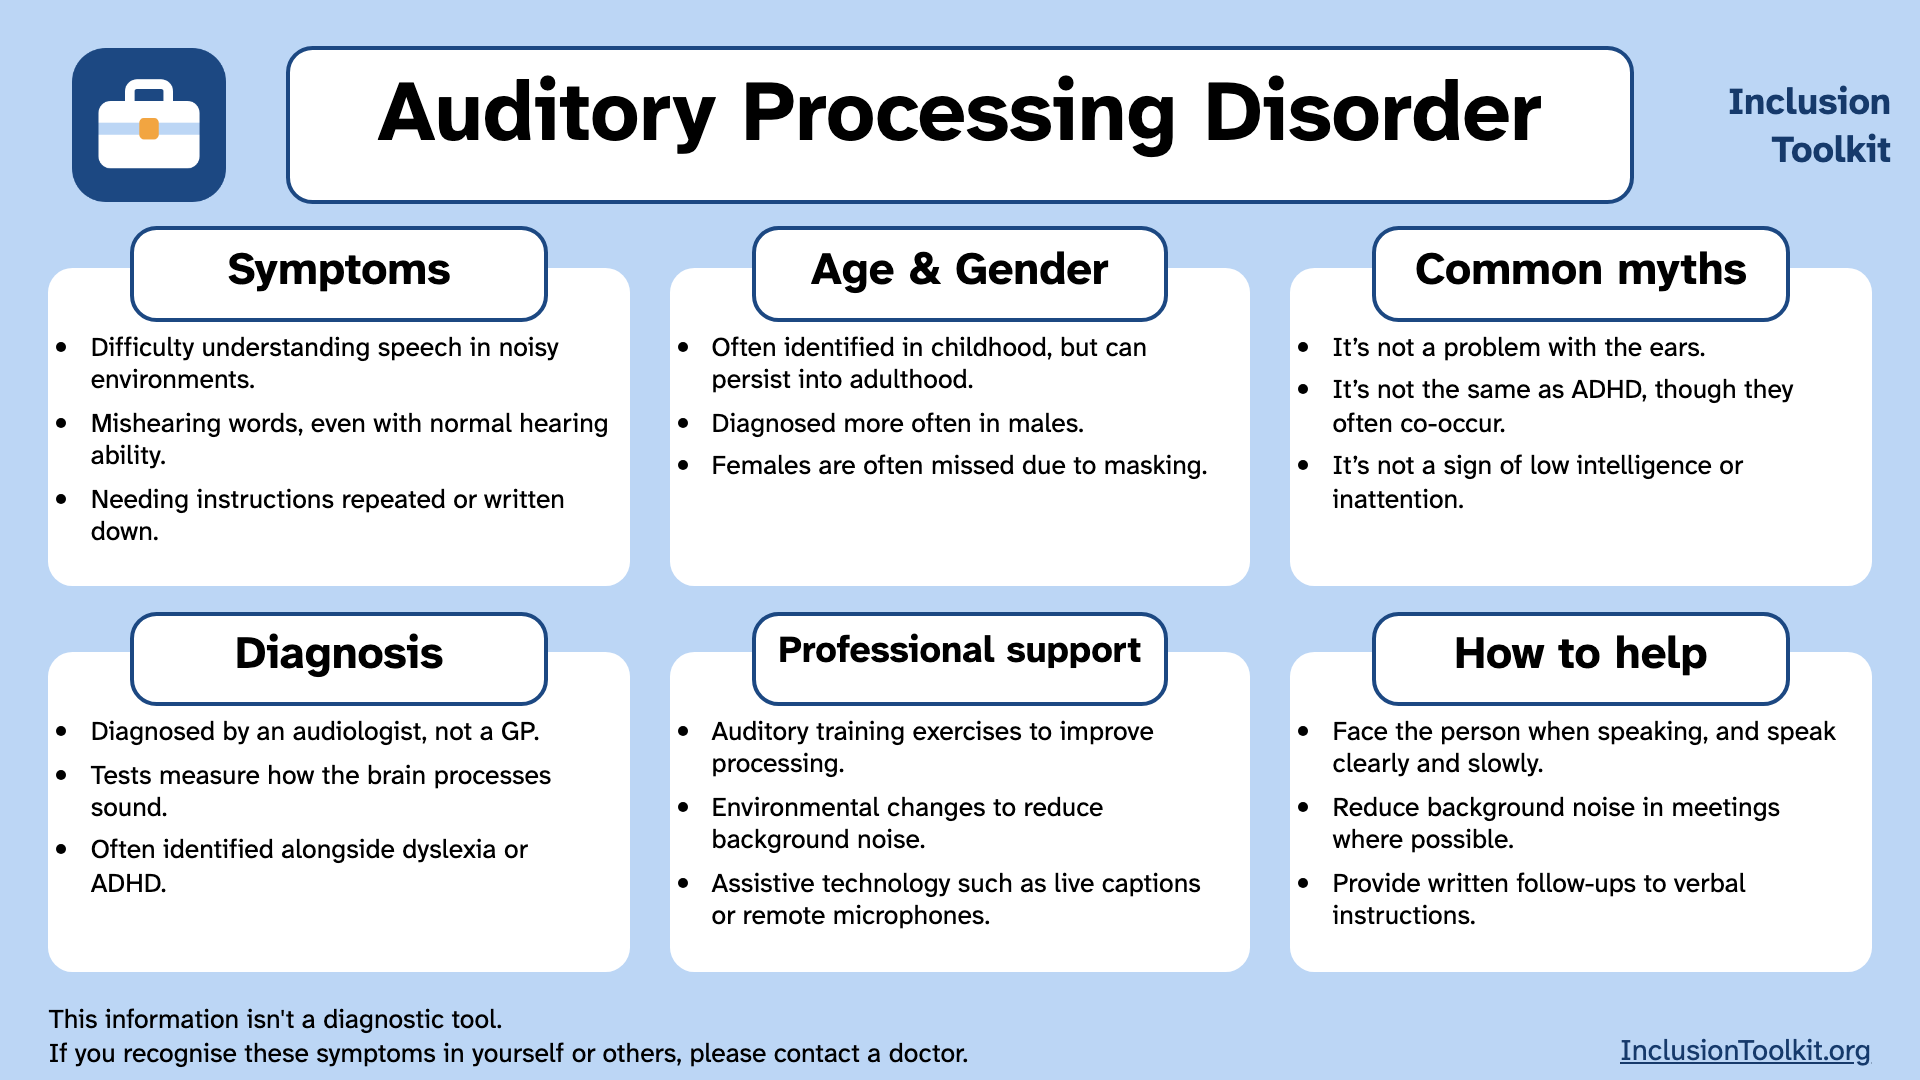 Auditory Processing Disorder
Inclusion
Toolkit
Symptoms
• Difficulty understanding speech in noisy
environments.
• Mishearing words, even with normal hearing
ability.
• Needing instructions repeated or written
down.
Age & Gender
• Often identified in childhood, but can
persist into adulthood.
• Diagnosed more often in males.
• Females are often missed due to masking.
Common myths
• It’s not a problem with the ears.
• It’s not the same as ADHD, though they
often co-occur.
• It’s not a sign of low intelligence or
inattention.
Diagnosis
• Diagnosed by an audiologist, not a GP.
• Tests measure how the brain processes
sound.
• Often identified alongside dyslexia or
ADHD.
Professional support
• Auditory training exercises to improve
processing.
• Environmental changes to reduce
background noise.
• Assistive technology such as live captions
or remote microphones.
How to help
• Face the person when speaking, and speak
clearly and slowly.
• Reduce background noise in meetings
where possible.
• Provide written follow-ups to verbal
instructions.
This information isn't a diagnostic tool.
If you recognise these symptoms in yourself or others, please contact a doctor.
InclusionToolkit.org